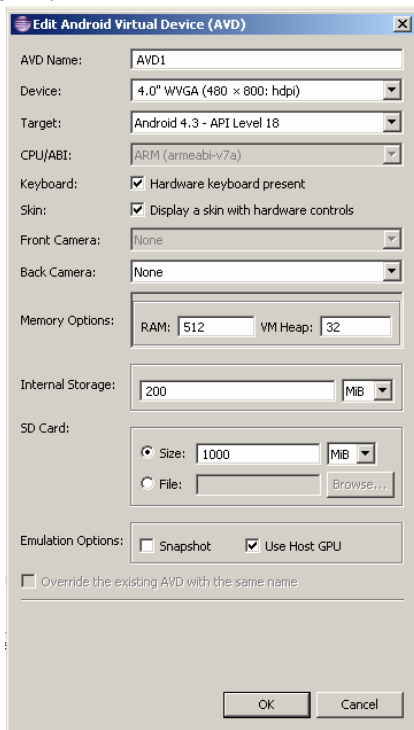 Edit Android Virtual Device (AVD)
AVD Name: AVD1
Device: 4.0" WVGA (480 × 800: hdpi)
Target: Android 4.3 - API Level 18
CPU/ABI: ARM (armeabi-v7a)
Keyboard: Hardware keyboard present
Skin: Display a skin with hardware controls
Front Camera: None
Back Camera: None
Memory Options: RAM: 512 VM Heap: 32
Internal Storage: 200 MiB
SD Card:
Size: 1000 MiB
File: Browse...
Emulation Options: Snapshot Use Host GPU
Override the existing AVD with the same name
OK Cancel